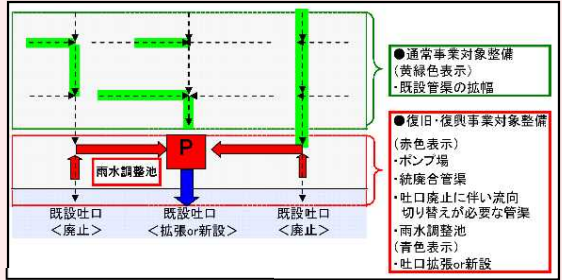 ●通常事業対象整備
(黄緑色表示)
・既設管渠の拡幅
●復旧・復興事業対象整備
(赤色表示)
・ポンプ場
・統廃合管渠
・吐口廃止に伴い流向
切り替えが必要な管渠
・雨水調整池
(青色表示)
・吐口拡張or新設
P
雨水調整池
既設吐口
<廃止>
既設吐口
<拡張or新設>
既設吐口
<廃止>